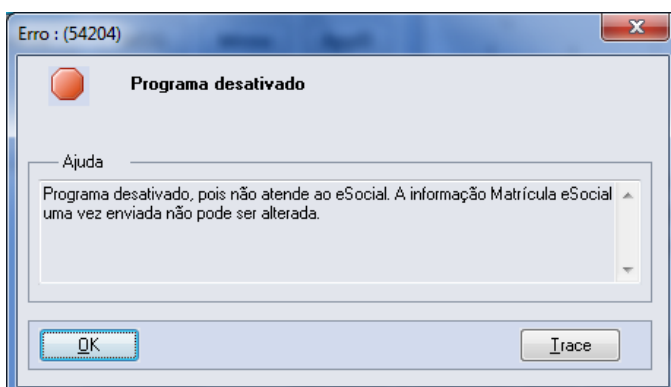 Erro : (54204)
Programa desativado
Ajuda
Programa desativado, pois não atende ao eSocial. A informação Matrícula eSocial
uma vez enviada não pode ser alterada.
OK
Trace